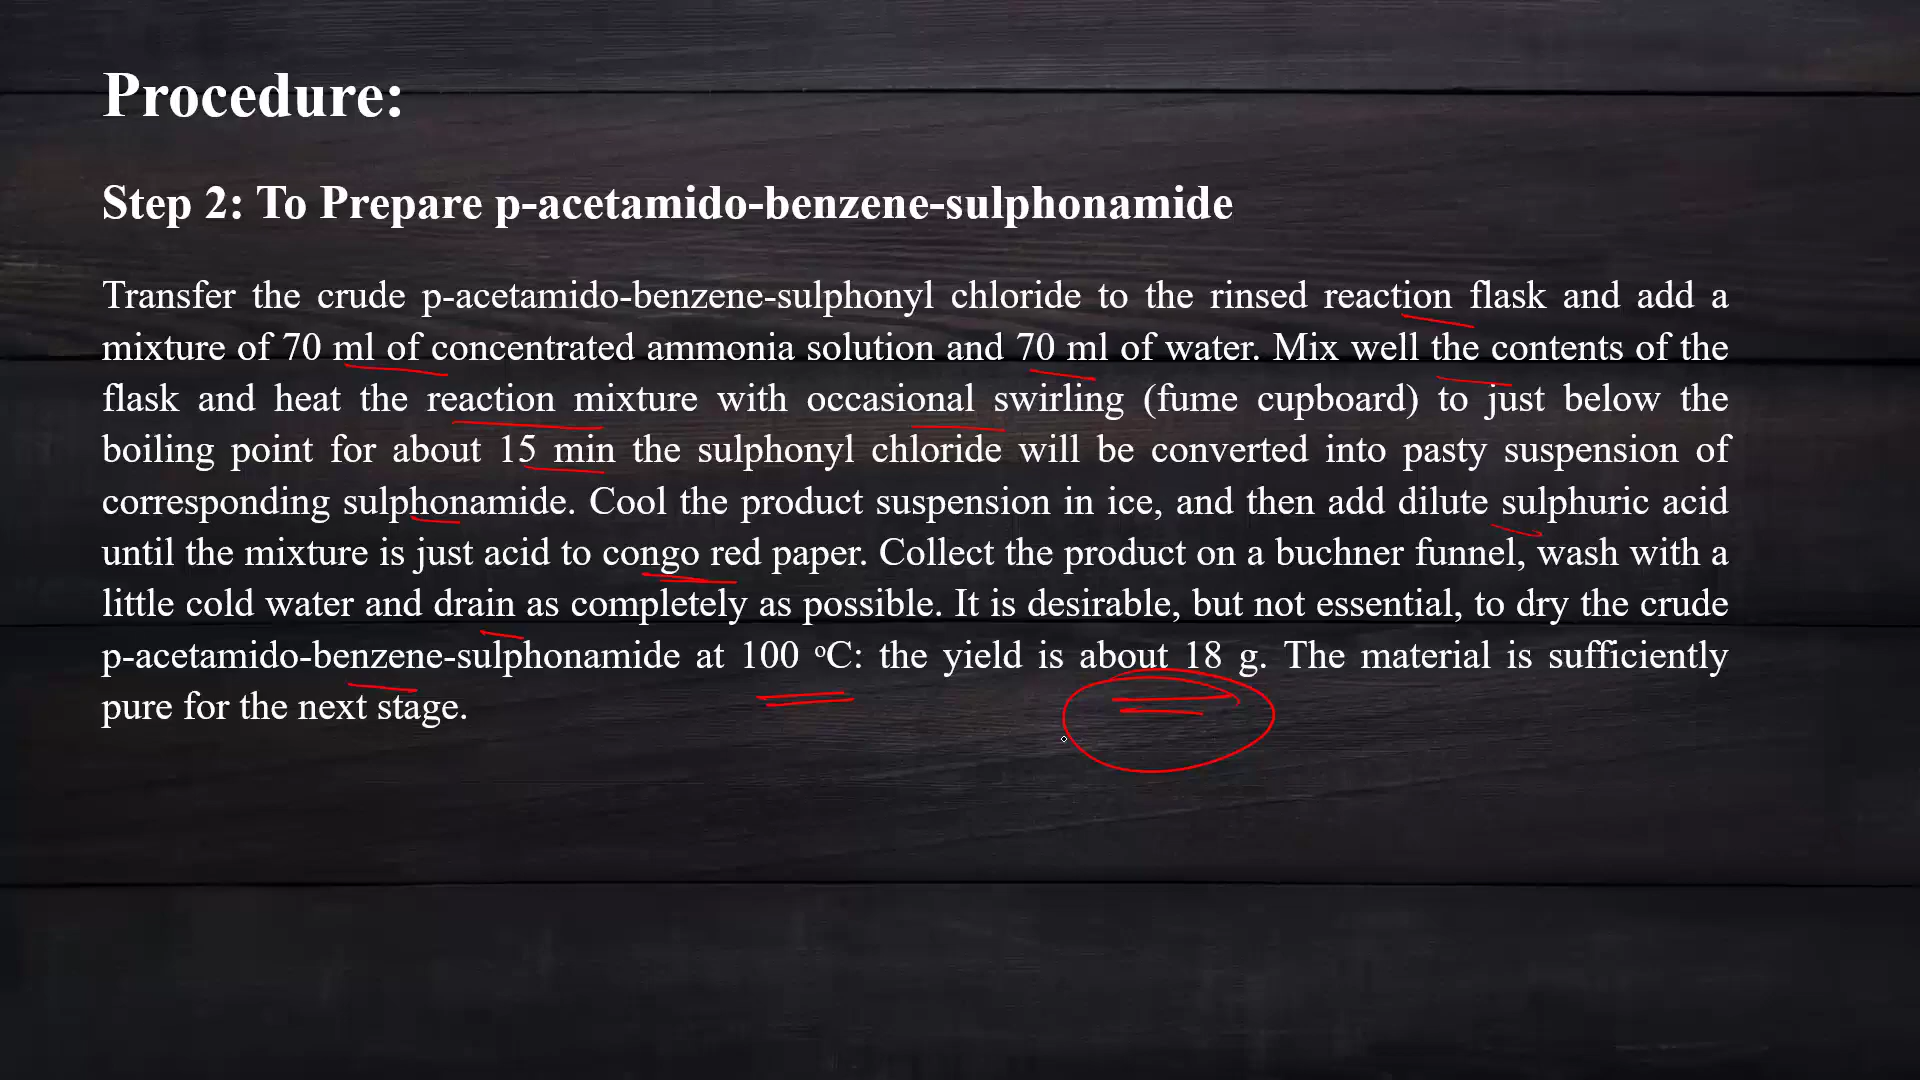 Procedure:
Step 2: To Prepare p-acetamido-benzene-sulphonamide
Transfer the crude p-acetamido-benzene-sulphonyl chloride to the rinsed reaction flask and add a
mixture of 70 ml of concentrated ammonia solution and 70 ml of water. Mix well the contents of the
flask and heat the reaction mixture with occasional swirling (fume cupboard) to just below the
boiling point for about 15 min the sulphonyl chloride will be converted into pasty suspension of
corresponding sulphonamide. Cool the product suspension in ice, and then add dilute sulphuric acid
until the mixture is just acid to congo red paper. Collect the product on a buchner funnel, wash with a
little cold water and drain as completely as possible. It is desirable, but not essential, to dry the crude
p-acetamido-benzene-sulphonamide at 100 °C: the yield is about 18 g. The material is sufficiently
pure for the next stage.